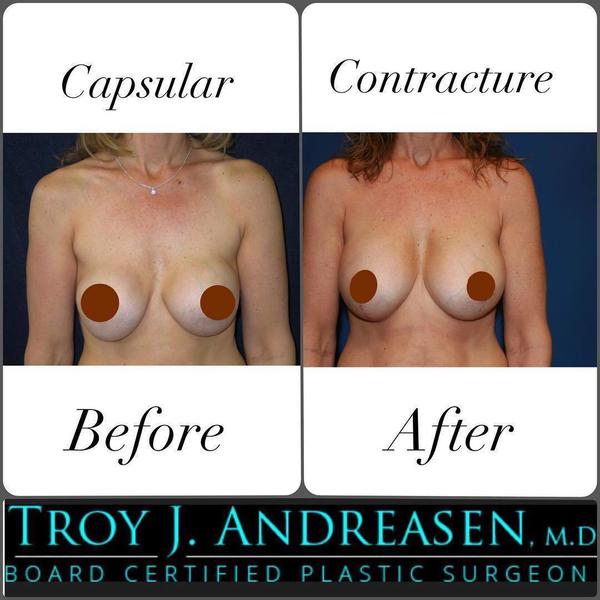 Capsular
Contracture
Before
After
TROY J. ANDREASEN, M.D
BOARD CERTIFIED PLASTIC SURGEON